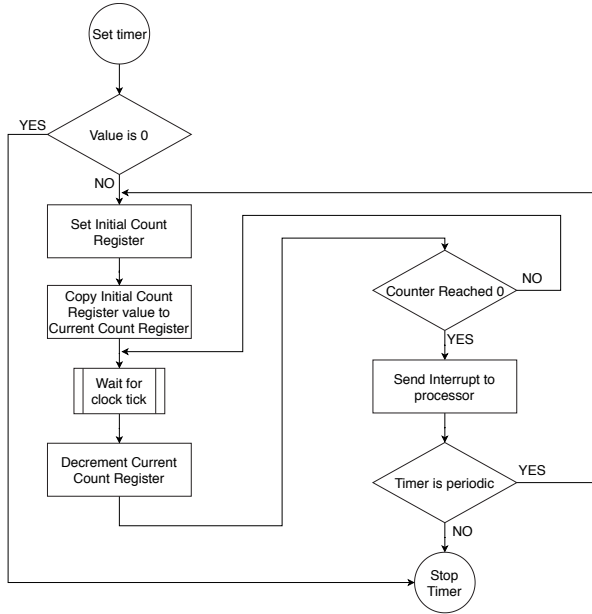 Set timer
YES
Value is 0
NO
Set Initial Count
Register
Copy Initial Count
Register value to
Current Count Register
Wait for
clock tick
Decrement Current
Count Register
Counter Reached 0
NO
YES
Send Interrupt to
processor
Timer is periodic
YES
NO
Stop
Timer